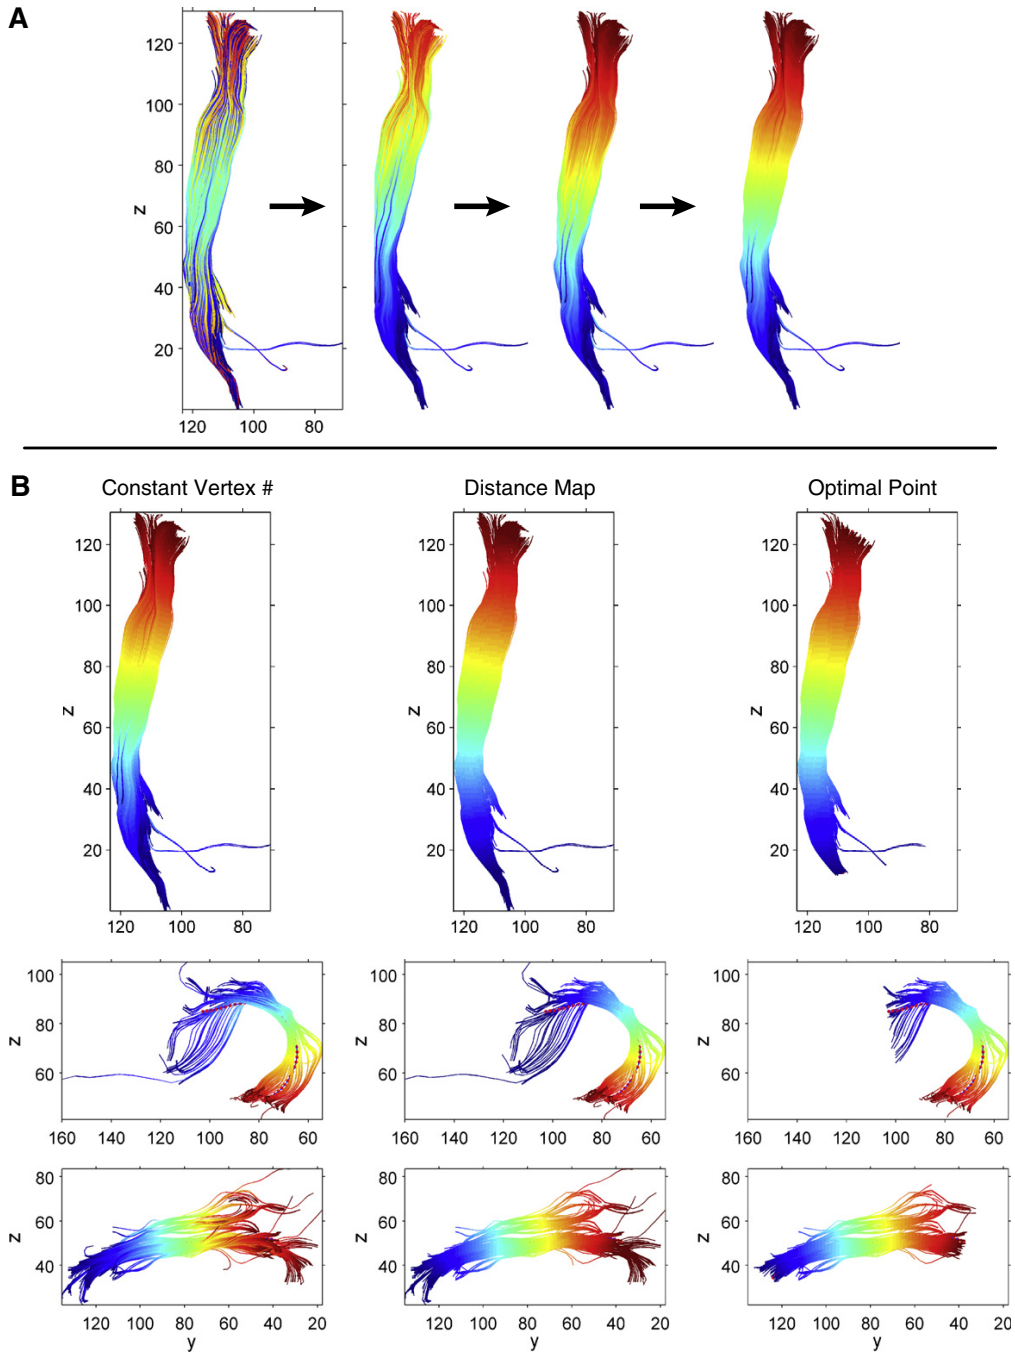 A
120
100
80
60
40
20
z
120 100 80
B
Constant Vertex # Distance Map Optimal Point
120 120 120
100 100 100
80 80 80
60 60 60
40 40 40
20 20 20
z z z
120 100 80 120 100 80 120 100 80
100 100 100
80 80 80
60 60 60
z z z
160 140 120 100 80 60 160 140 120 100 80 60 160 140 120 100 80 60
80 80 80
60 60 60
40 40 40
z z z
120 100 80 60 40 20 120 100 80 60 40 20 120 100 80 60 40 20
y y y